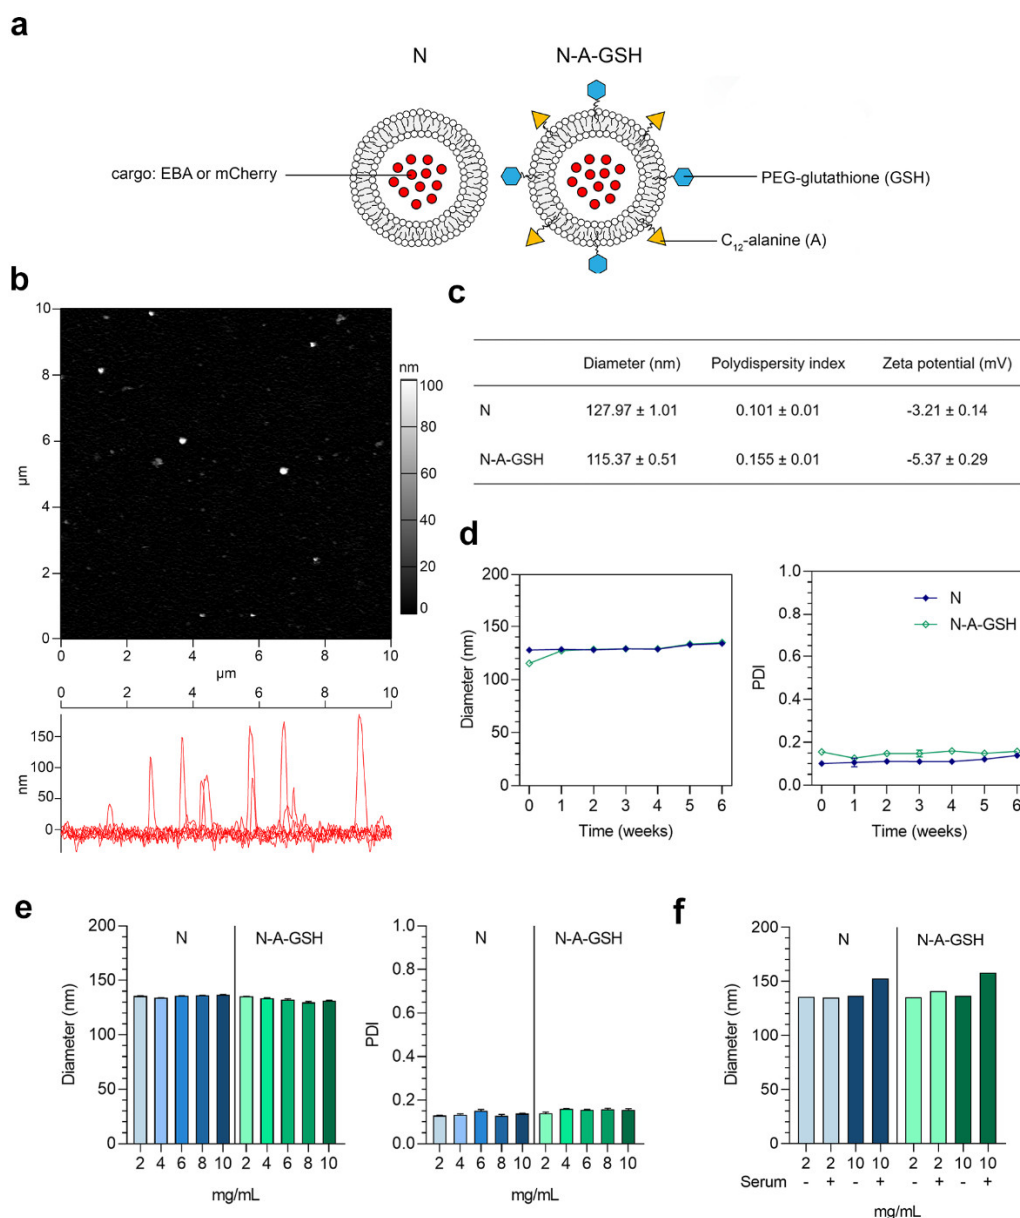 a
N N-A-GSH
cargo: EBA or mCherry
PEG-glutathione (GSH)
C12-alanine (A)
b
10
8
6
4
2
0
µm
0 2 4 6 8 10
µm
nm
100
80
60
40
20
0
0 2 4 6 8 10
150
100
50
0
nm
c
Diameter (nm) Polydispersity index Zeta potential (mV)
N 127.97 ± 1.01 0.101 ± 0.01 -3.21 ± 0.14
N-A-GSH 115.37 ± 0.51 0.155 ± 0.01 -5.37 ± 0.29
d
200
150
100
50
0
Diameter (nm)
0 1 2 3 4 5 6
Time (weeks)
1.0
0.8
0.6
0.4
0.2
0.0
PDI
N
N-A-GSH
0 1 2 3 4 5 6
Time (weeks)
e
200
150
100
50
0
Diameter (nm)
N N-A-GSH
2 4 6 8 10 2 4 6 8 10
mg/mL
1.0
0.8
0.6
0.4
0.2
0.0
PDI
N N-A-GSH
2 4 6 8 10 2 4 6 8 10
mg/mL
f
200
150
100
50
0
Diameter (nm)
N N-A-GSH
2 2 10 10 2 2 10 10
Serum - + - + - + - +
mg/mL